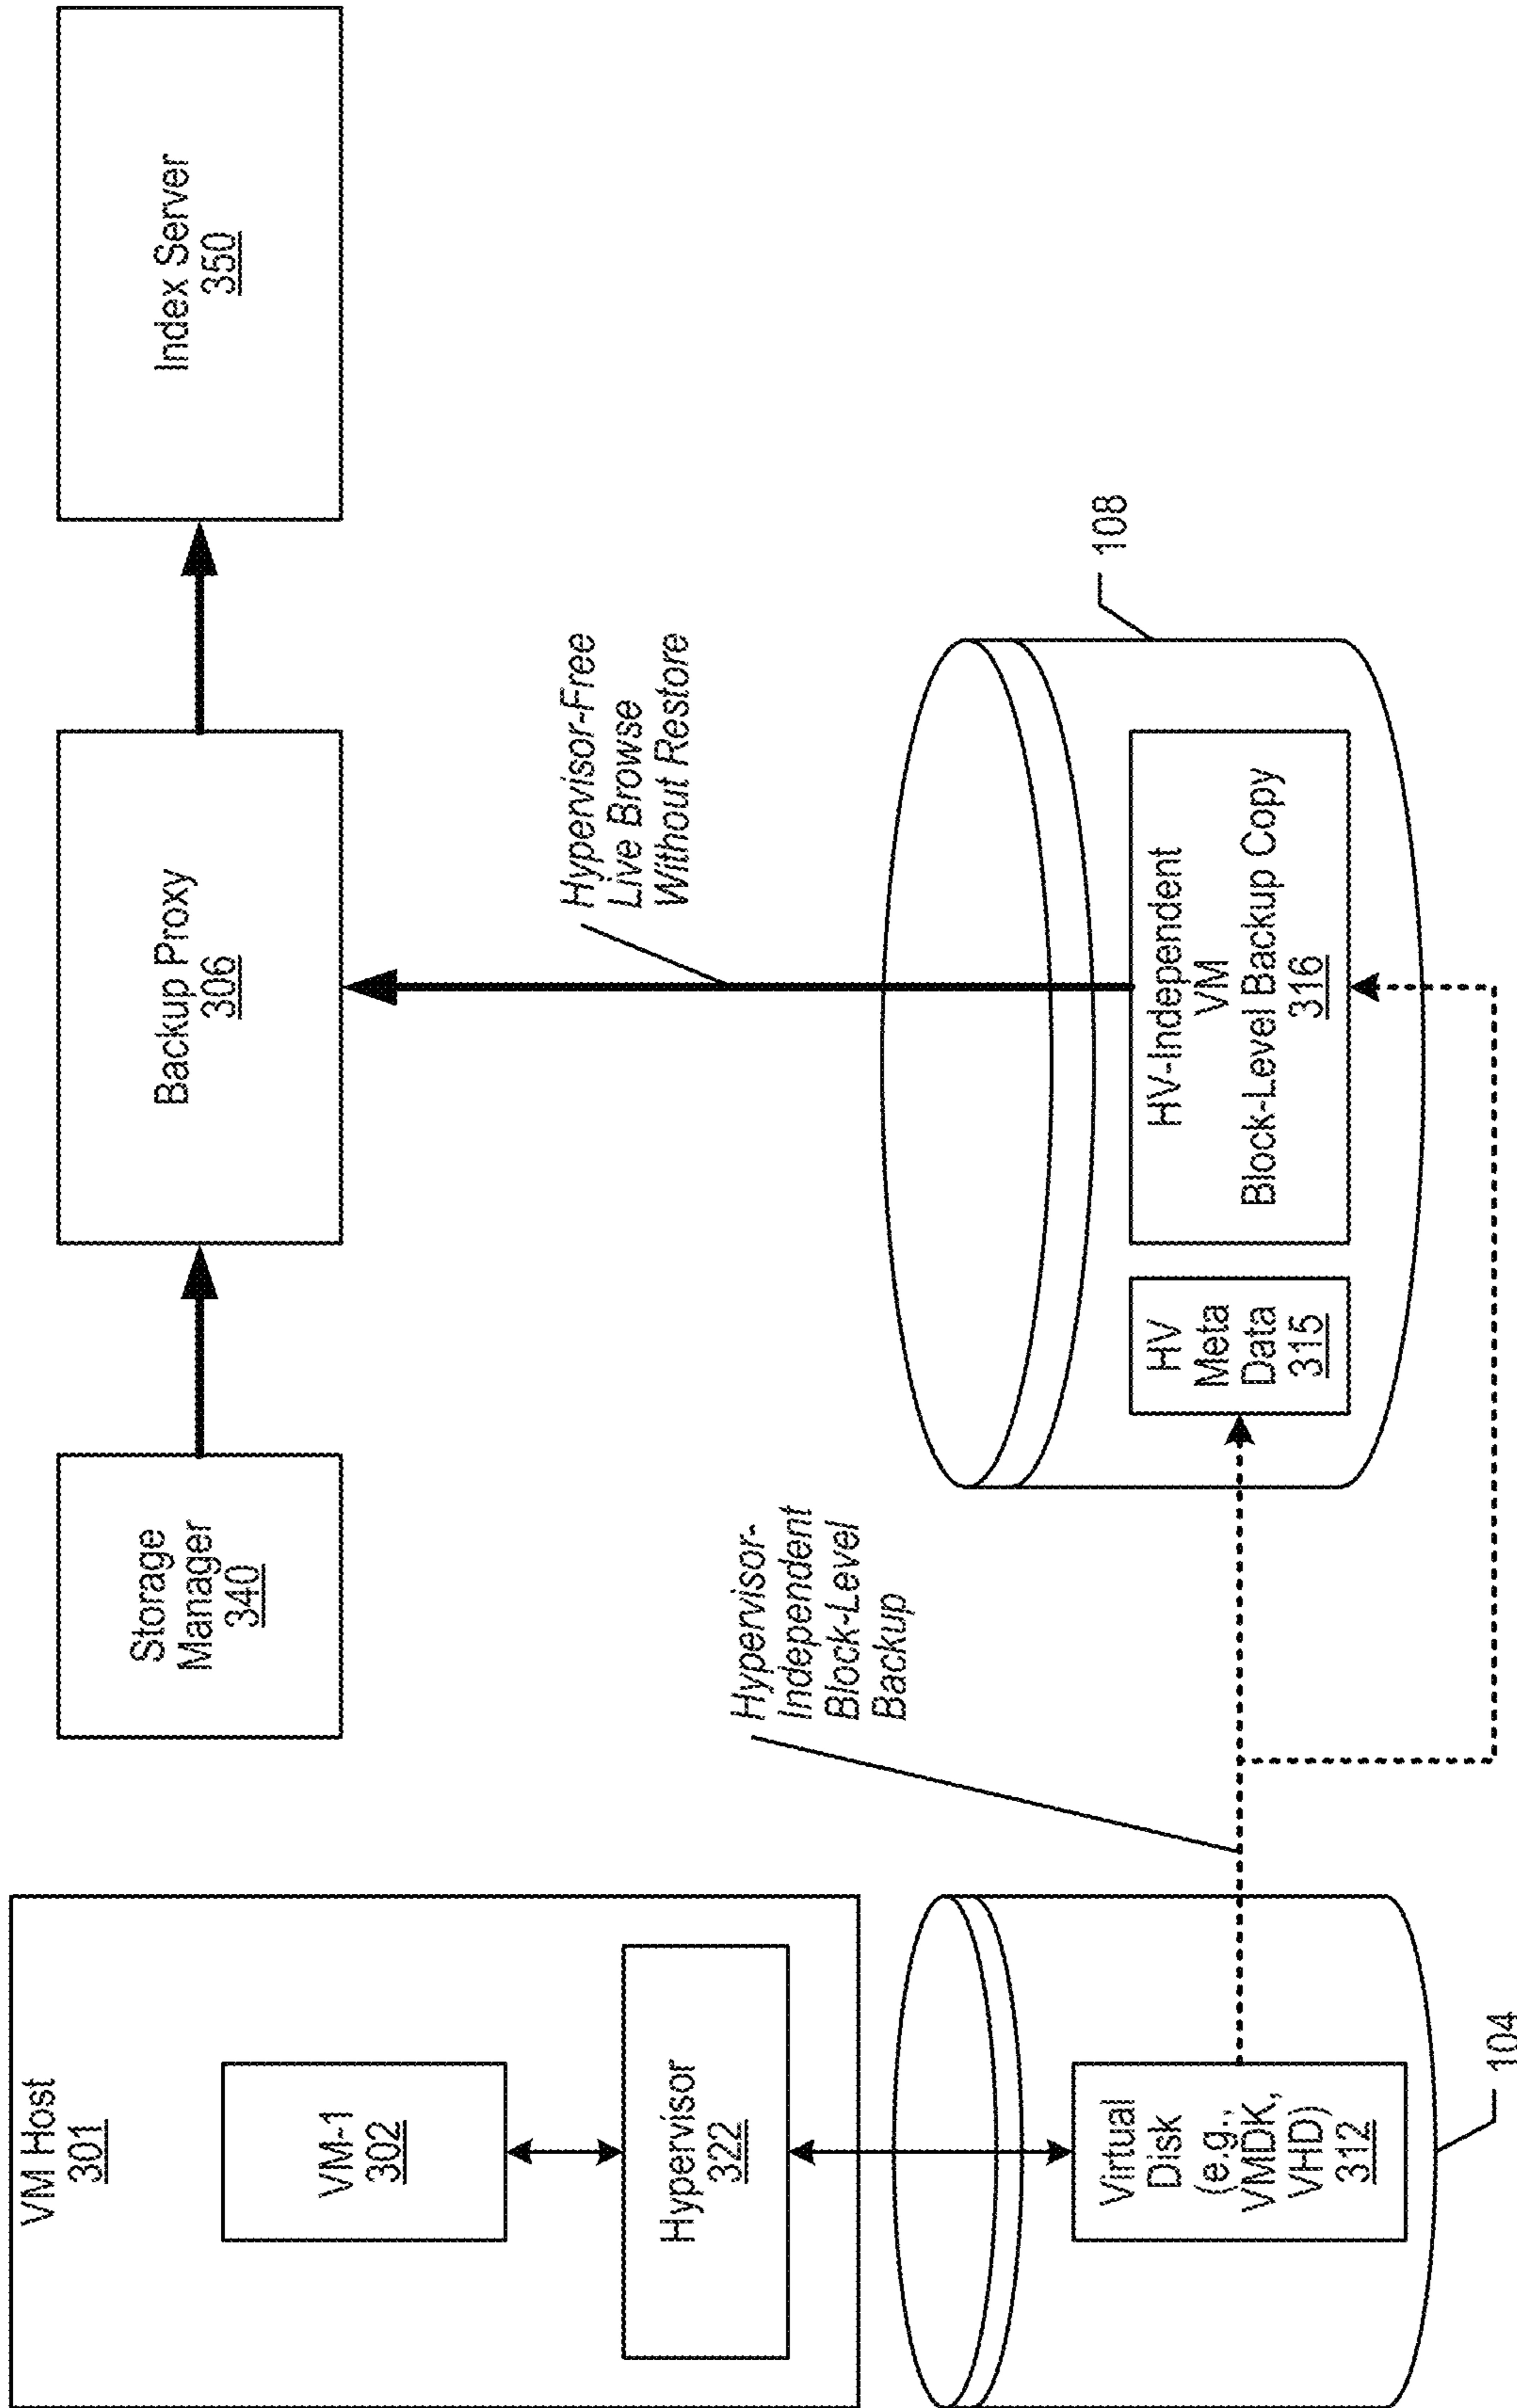 VM Host
301
VM-1
302
Hypervisor
322
Virtual
Disk
(e.g.,
VMDK,
VHD)
312
104
Storage
Manager
340
Backup Proxy
306
Index Server
350
Hypervisor-
Independent
Block-Level
Backup
Hypervisor-Free
Live Browse
Without Restore
HV
Meta
Data
315
HV-Independent
VM
Block-Level Backup Copy
316
108